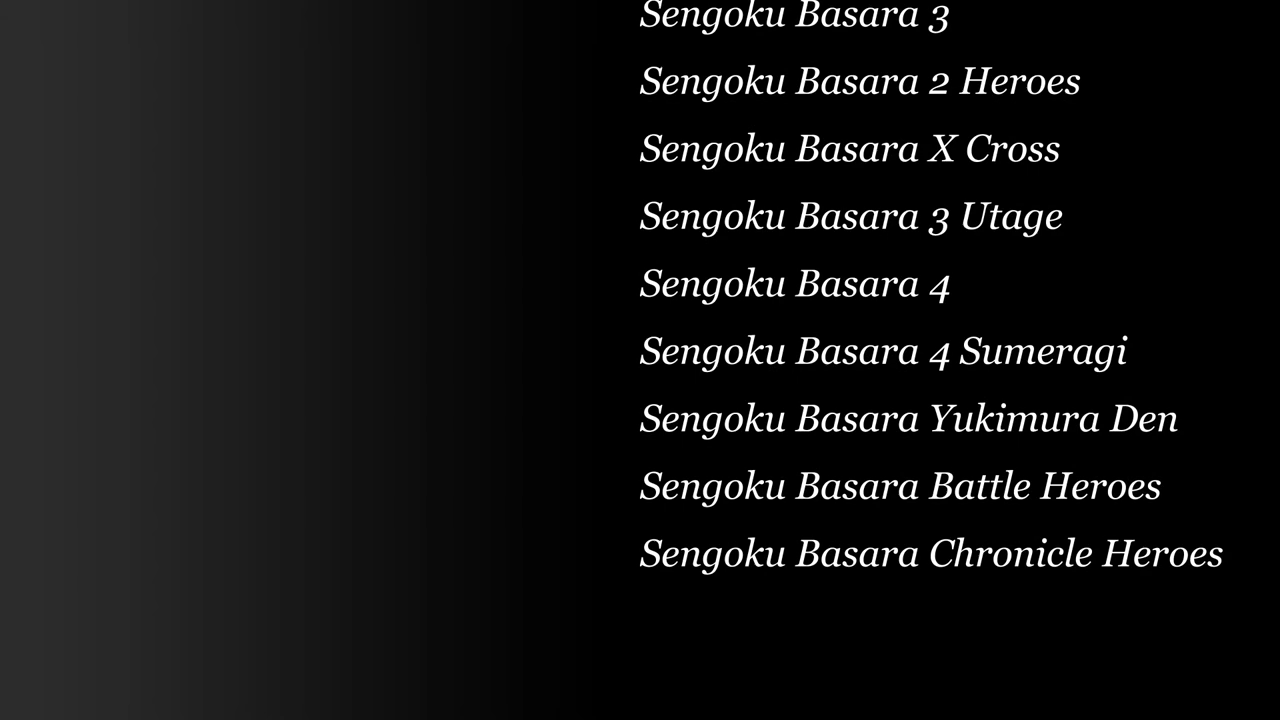 Sengoku Basara 3
Sengoku Basara 2 Heroes
Sengoku Basara X Cross
Sengoku Basara 3 Utage
Sengoku Basara 4
Sengoku Basara 4 Sumeragi
Sengoku Basara Yukimura Den
Sengoku Basara Battle Heroes
Sengoku Basara Chronicle Heroes